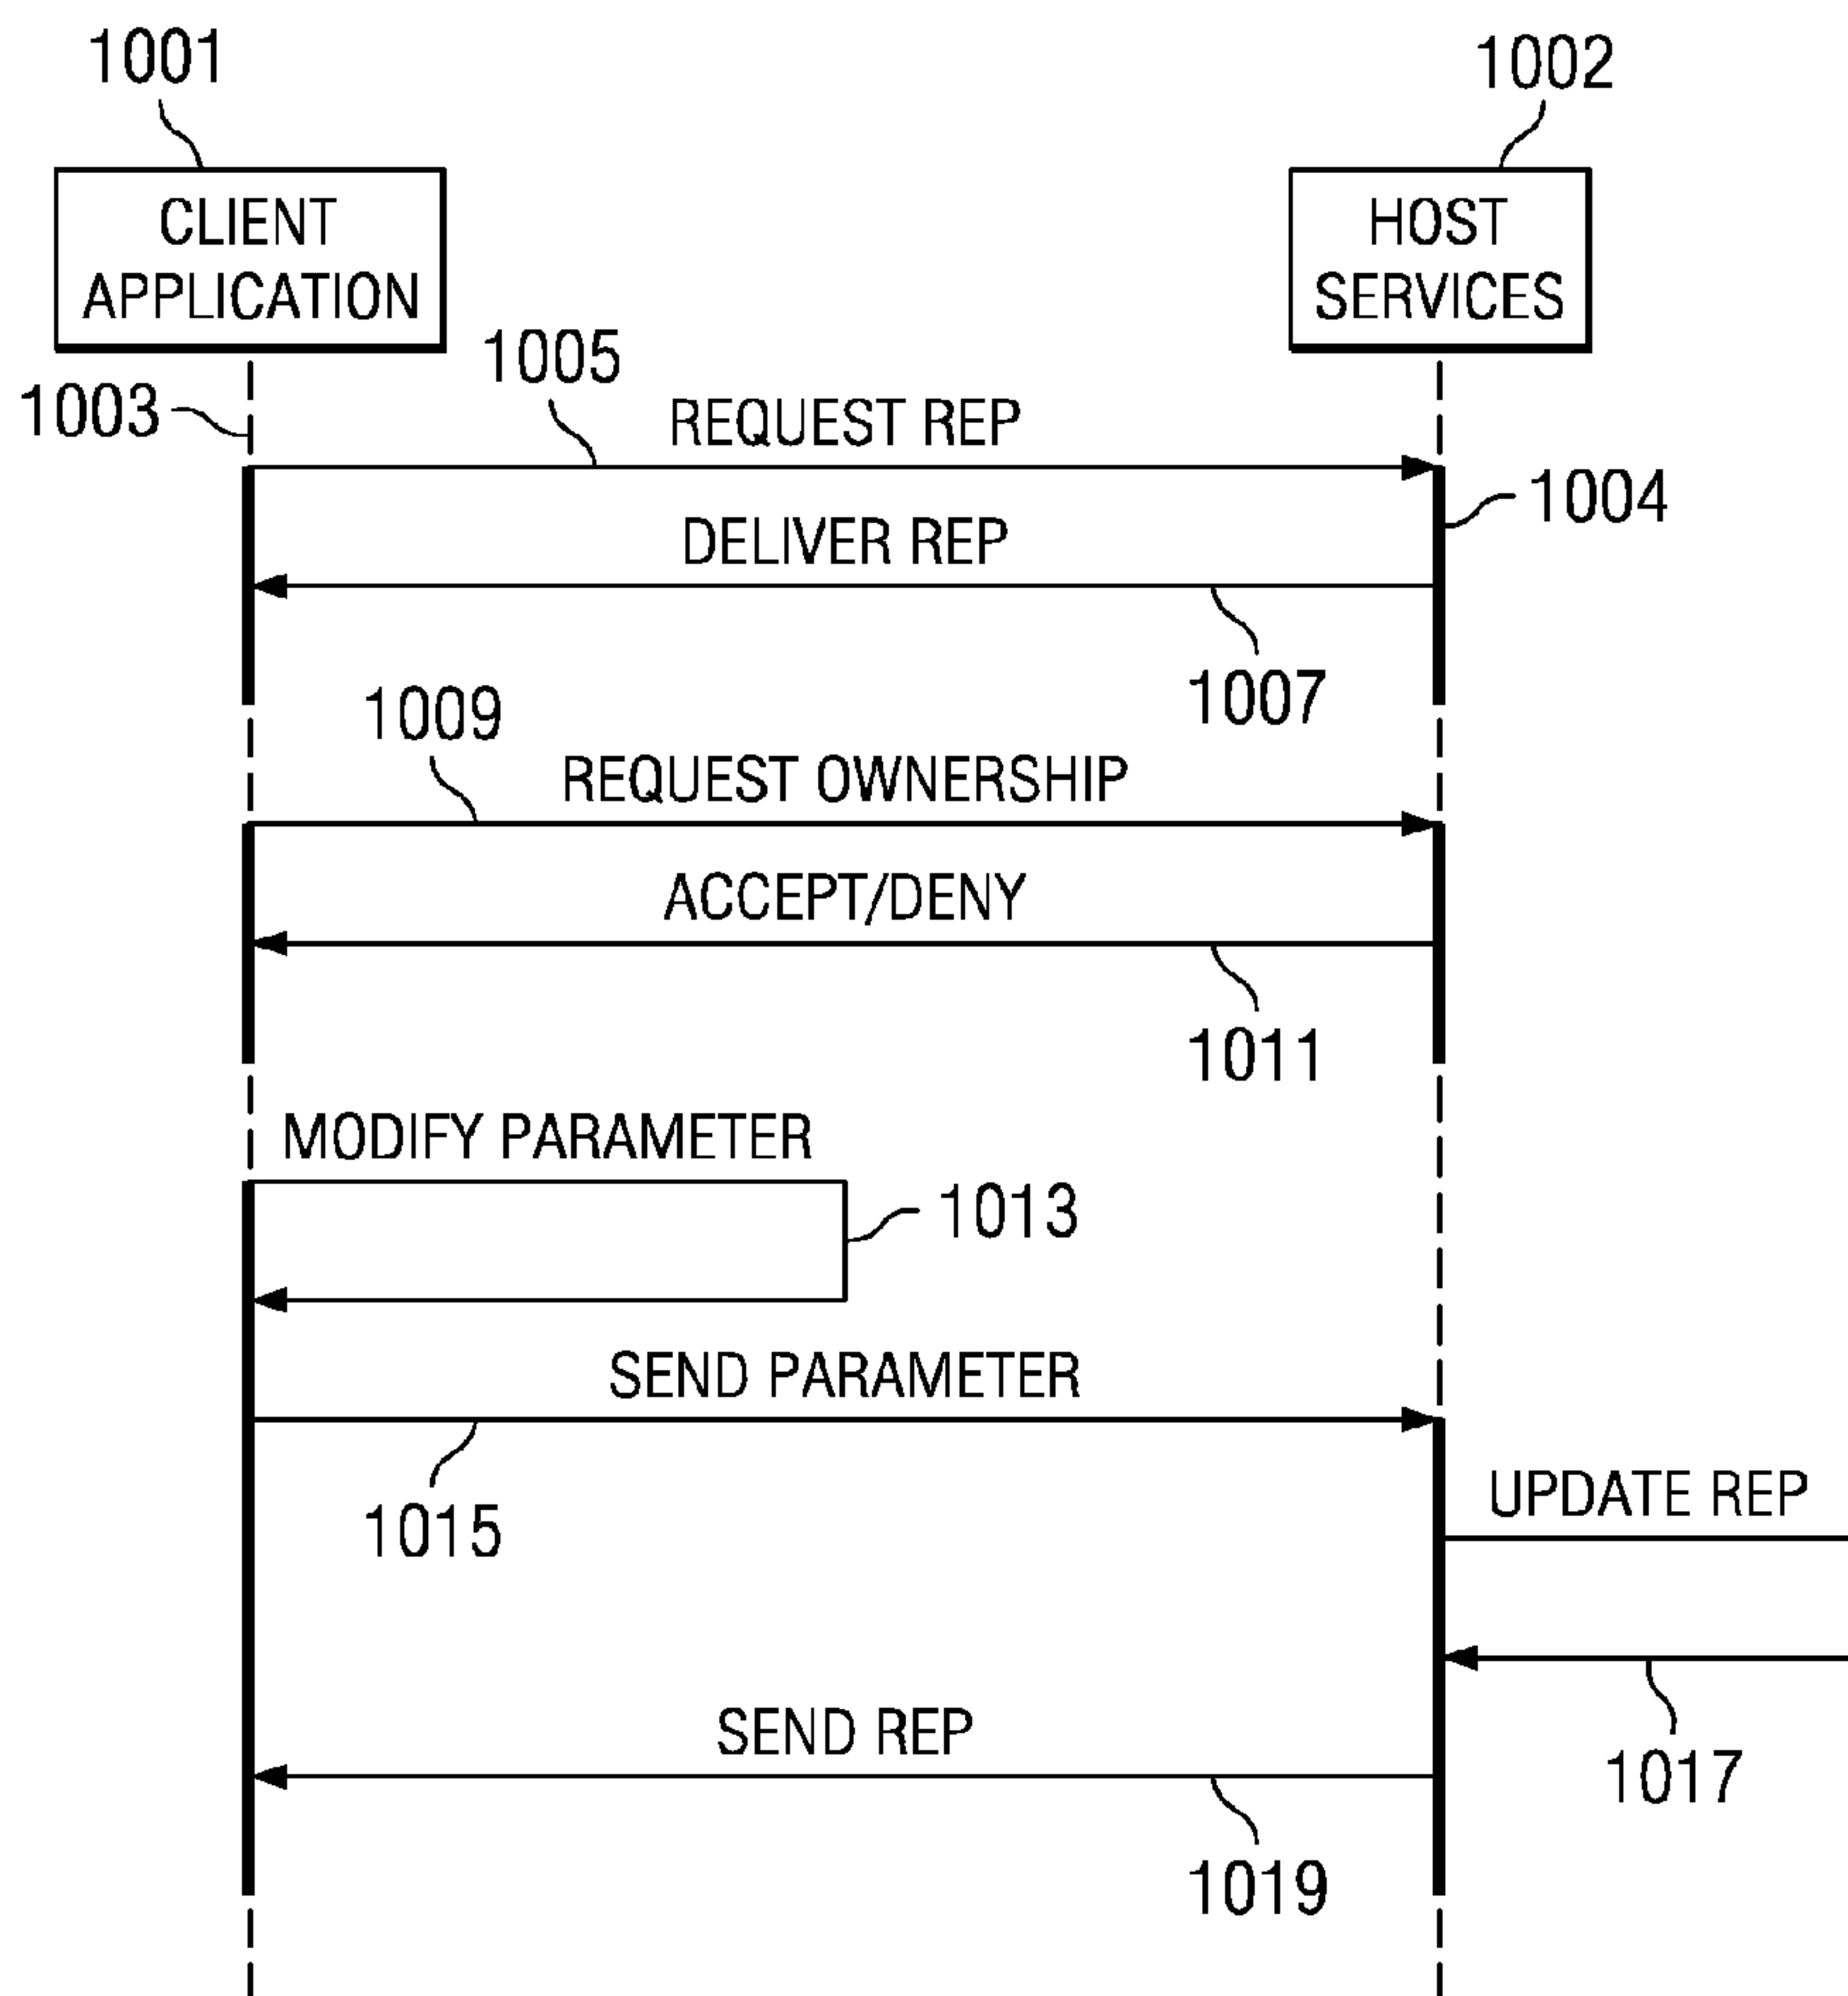 1001
1002
CLIENT
APPLICATION
HOST
SERVICES
1003
1005
REQUEST REP
1004
DELIVER REP
1007
1009
REQUEST OWNERSHIP
ACCEPT/DENY
1011
MODIFY PARAMETER
1013
SEND PARAMETER
1015
UPDATE REP
1017
SEND REP
1019